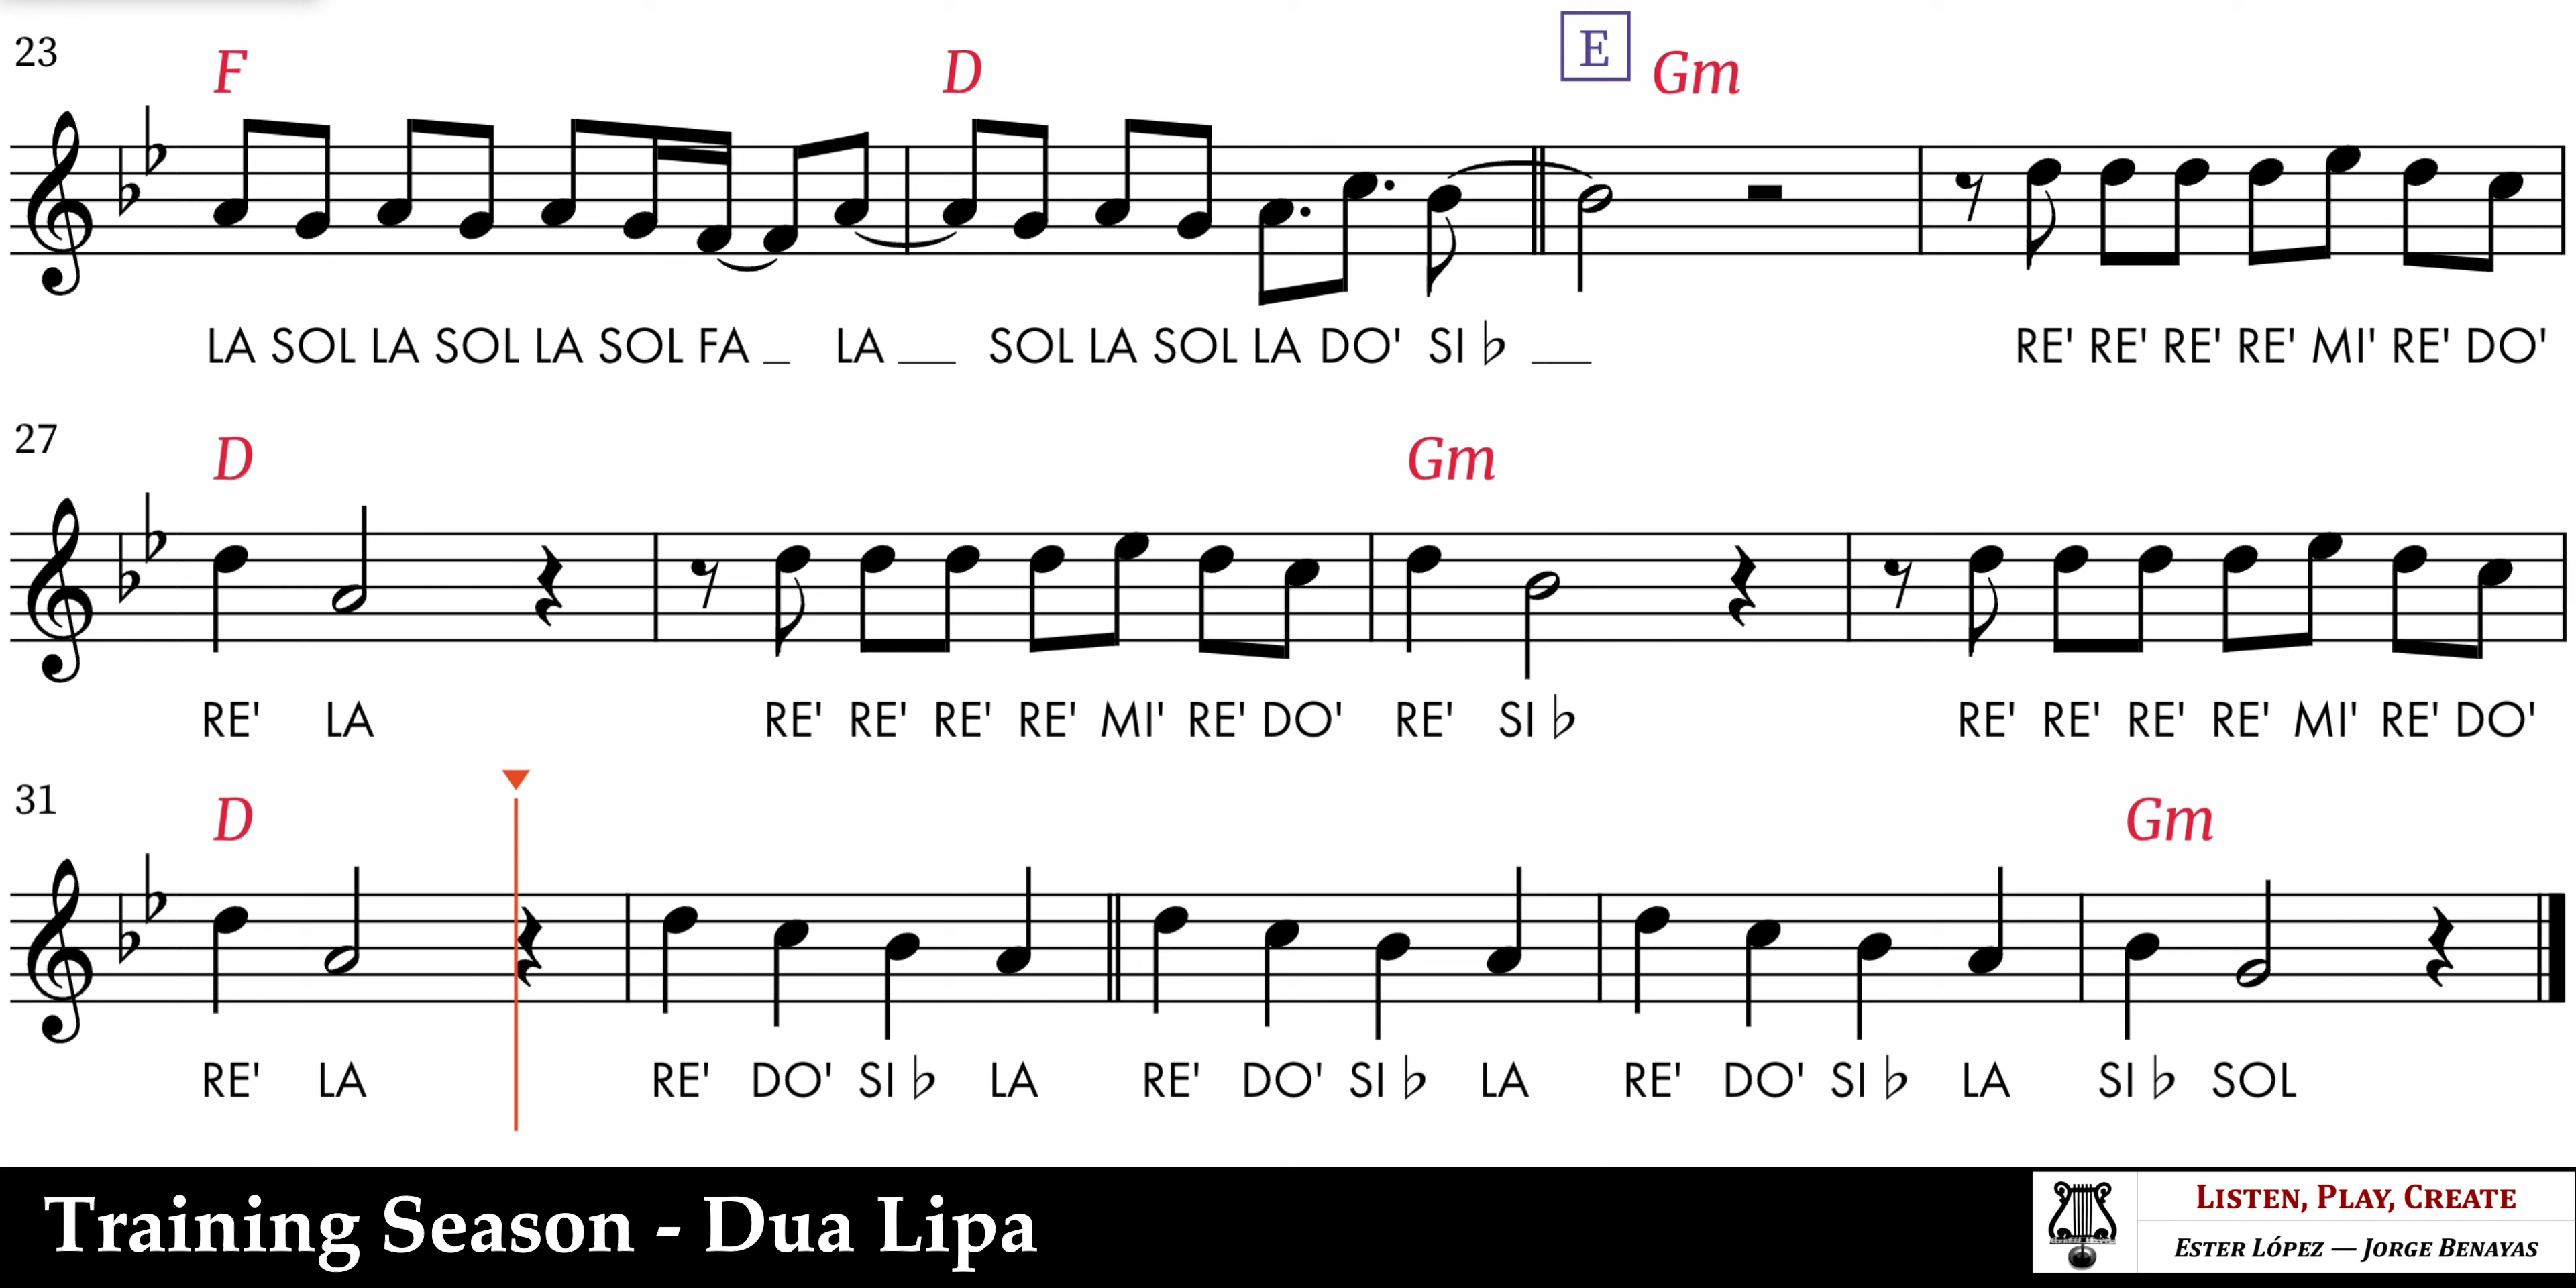 23 F D E Gm
LA SOL LA SOL LA SOL FA _ LA __ SOL LA SOL LA DO' SI ♭ __ RE' RE' RE' RE' MI' RE' DO'
27 D Gm
RE' LA RE' RE' RE' RE' MI' RE' DO' RE' SI ♭ RE' RE' RE' RE' MI' RE' DO'
31 D Gm
RE' LA RE' DO' SI ♭ LA RE' DO' SI ♭ LA RE' DO' SI ♭ LA SI ♭ SOL
Training Season - Dua Lipa
LISTEN, PLAY, CREATE
ESTER LÓPEZ — JORGE BENAYAS